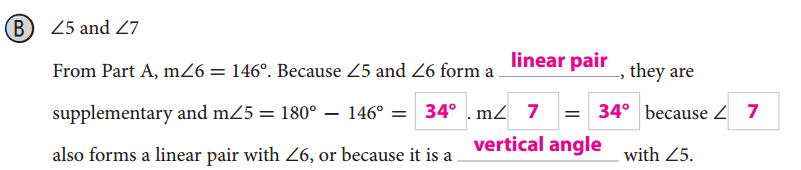 B ∠5 and ∠7
From Part A, m∠6 = 146°. Because ∠5 and ∠6 form a linear pair, they are
supplementary and m∠5 = 180° − 146° = 34°. m∠ 7 = 34° because ∠ 7
also forms a linear pair with ∠6, or because it is a vertical angle with ∠5.